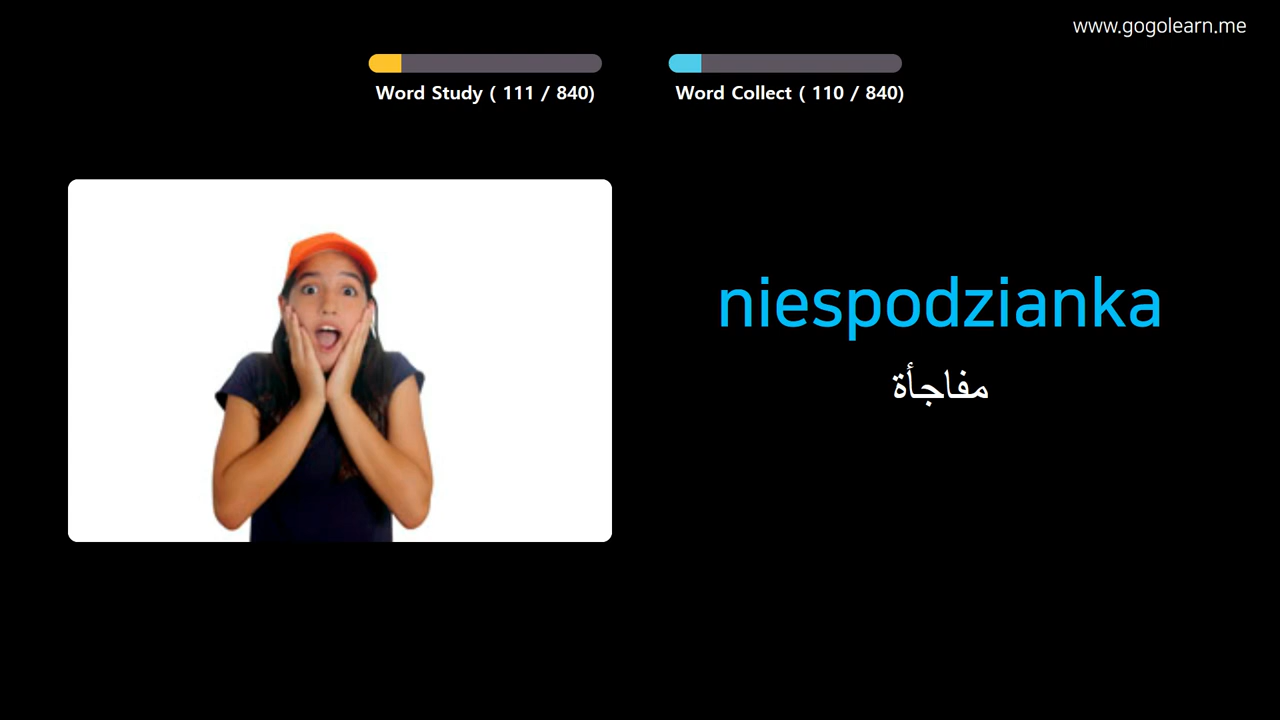 www.gogolearn.me
Word Study ( 111 / 840)
Word Collect ( 110 / 840)
niespodzianka
مفاجأة